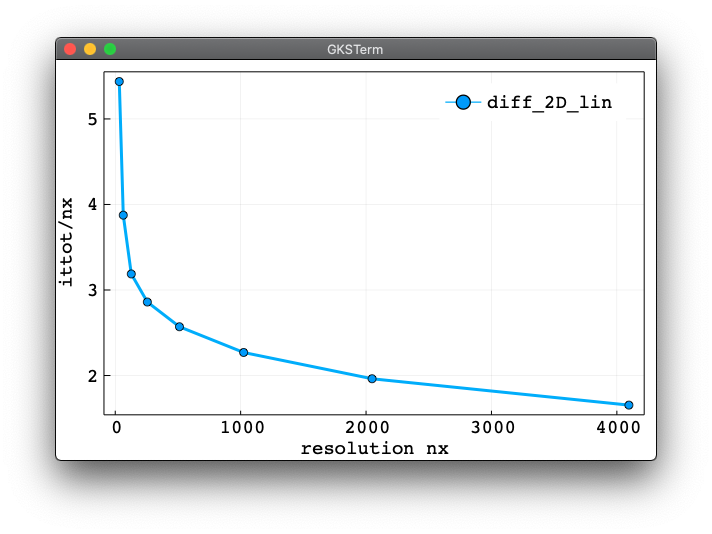 GKSTerm
diff_2D_lin
ittot/nx
5
4
3
2
0 1000 2000 3000 4000
resolution nx